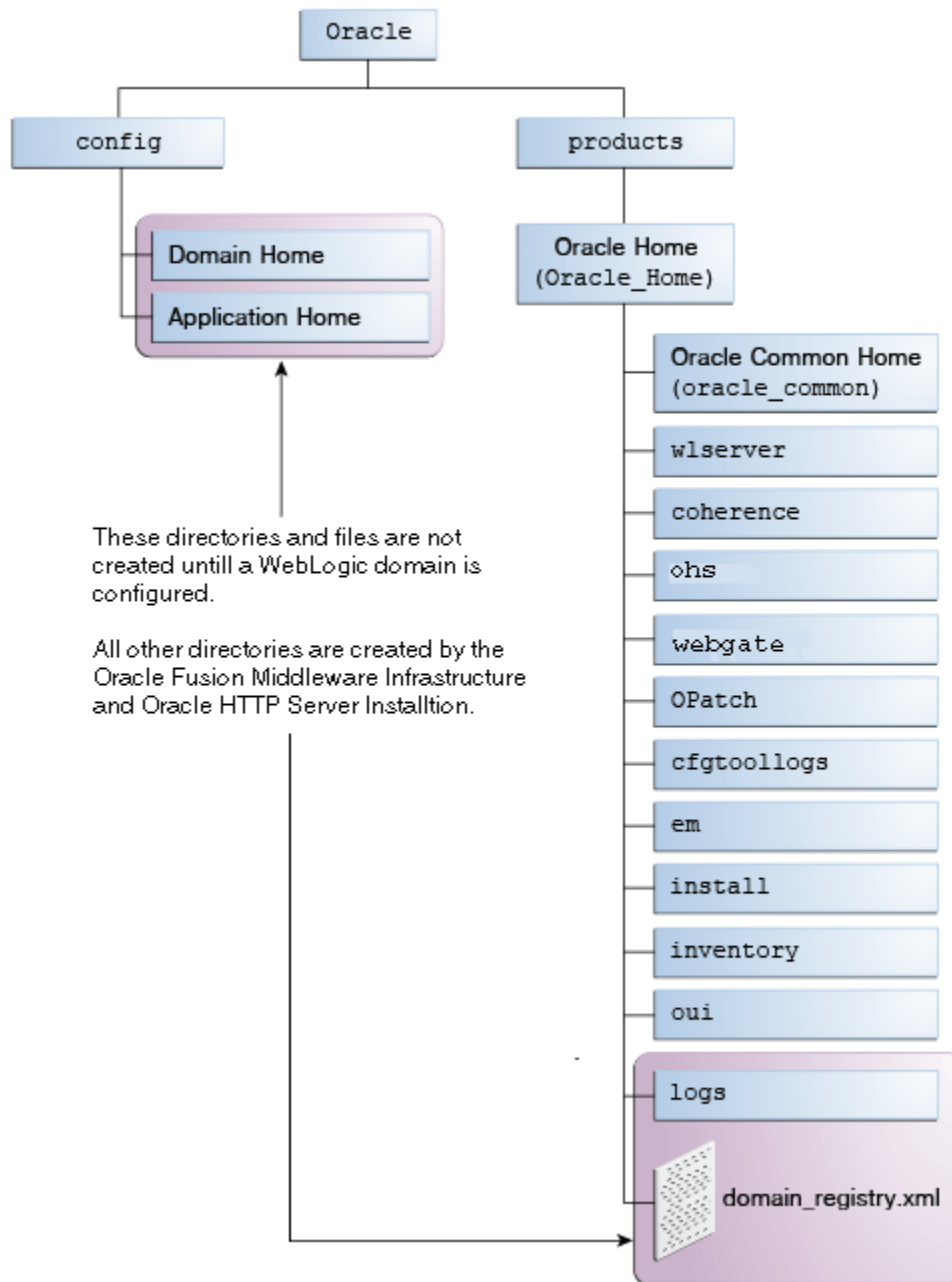 Oracle
config
products
Domain Home
Application Home
Oracle Home
(Oracle_Home)
Oracle Common Home
(oracle_common)
wlserver
coherence
ohs
webgate
OPatch
cfgtoollogs
em
install
inventory
oui
logs
domain_registry.xml
These directories and files are not
created untill a WebLogic domain is
configured.
All other directories are created by the
Oracle Fusion Middleware Infrastructure
and Oracle HTTP Server Installtion.